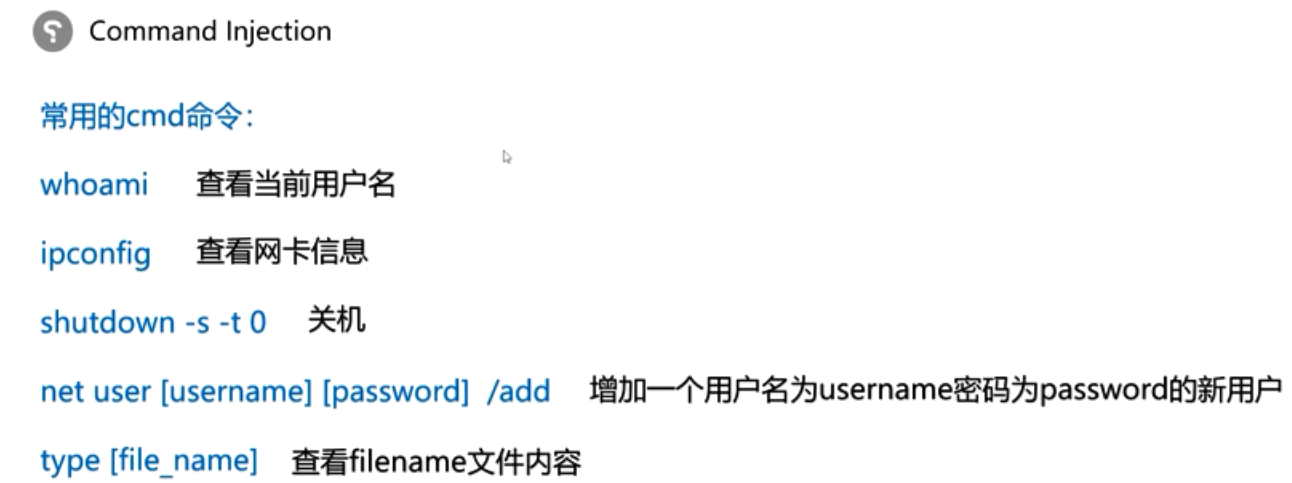 Command Injection
常用的cmd命令：
whoami 查看当前用户名
ipconfig 查看网卡信息
shutdown -s -t 0 关机
net user [username] [password] /add 增加一个用户名为username密码为password的新用户
type [file_name] 查看filename文件内容